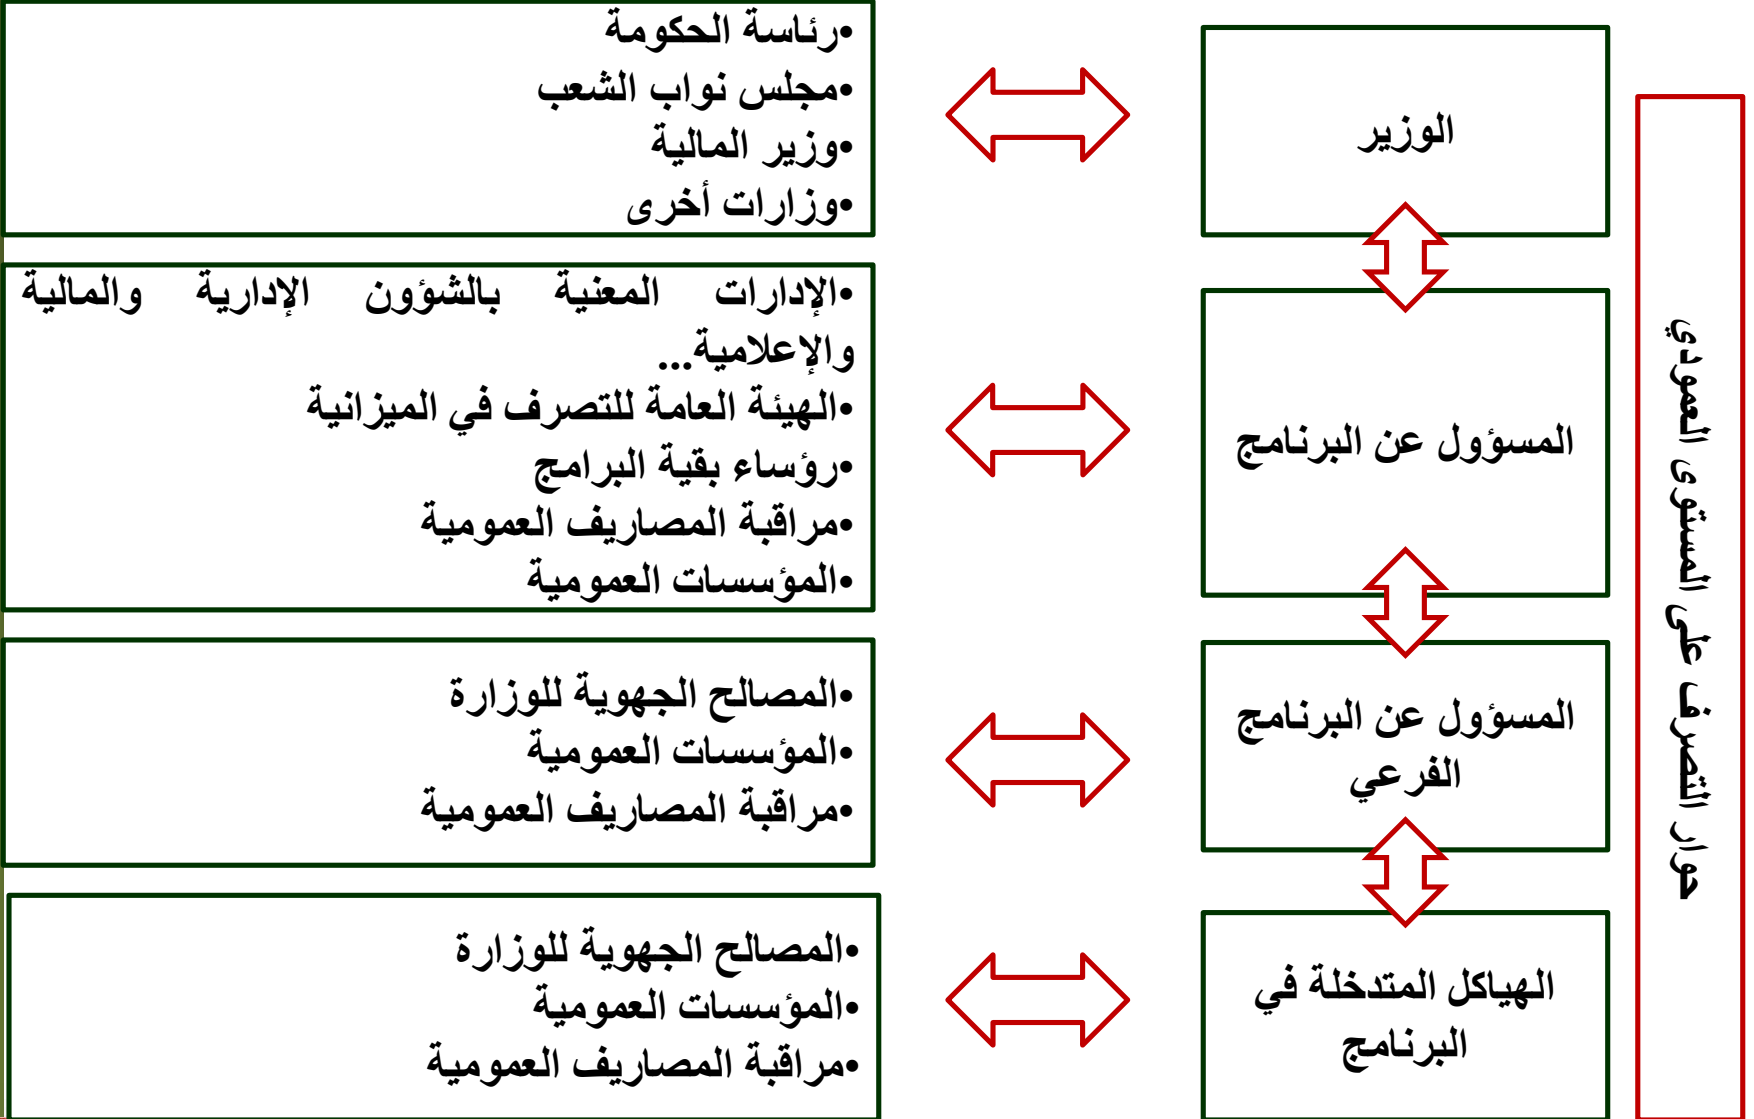 حوار التصرف على المستوى العمودي
الوزير
•رئاسة الحكومة
•مجلس نواب الشعب
•وزير المالية
•وزارات أخرى
المسؤول عن البرنامج
•الإدارات المعنية بالشؤون الإدارية والمالية
والإعلامية...
•الهيئة العامة للتصرف في الميزانية
•رؤساء بقية البرامج
•مراقبة المصاريف العمومية
•المؤسسات العمومية
المسؤول عن البرنامج
الفرعي
•المصالح الجهوية للوزارة
•المؤسسات العمومية
•مراقبة المصاريف العمومية
الهياكل المتدخلة في
البرنامج
•المصالح الجهوية للوزارة
•المؤسسات العمومية
•مراقبة المصاريف العمومية